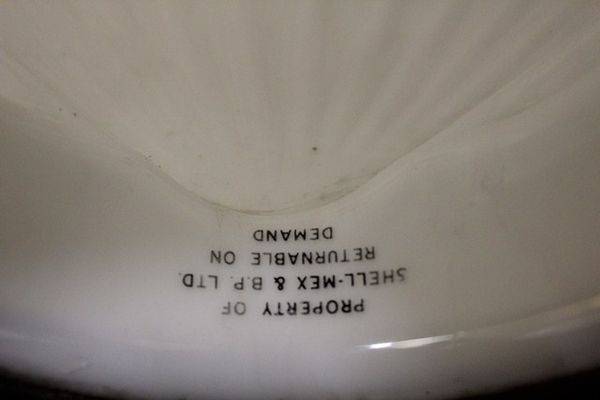 PROPERTY OF
SHELL-MEX & B.P. LTD.
RETURNABLE ON
DEMAND